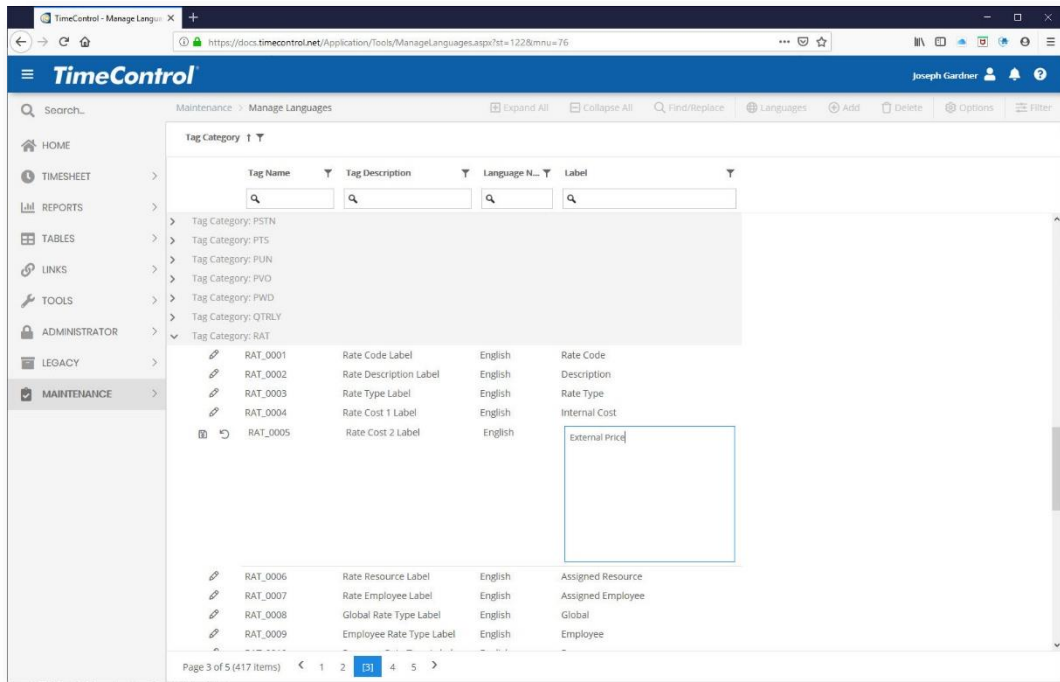 TimeControl - Manage Langu
https://docs.timecontrol.net/Application/Tools/ManageLanguages.aspx?st=122&mnu=76
TimeControl
Joseph Gardner
Search...
Maintenance > Manage Languages
Expand All
Collapse All
Find/Replace
Languages
Add
Delete
Options
Filter
HOME
TIMESHEET
REPORTS
TABLES
LINKS
TOOLS
ADMINISTRATOR
LEGACY
MAINTENANCE
Tag Category
Tag Name Tag Description Language N... Label
Tag Category: PSTN
Tag Category: PTS
Tag Category: PUN
Tag Category: PVO
Tag Category: PWD
Tag Category: QTRLY
Tag Category: RAT
RAT_0001 Rate Code Label English Rate Code
RAT_0002 Rate Description Label English Description
RAT_0003 Rate Type Label English Rate Type
RAT_0004 Rate Cost 1 Label English Internal Cost
RAT_0005 Rate Cost 2 Label English External Price
RAT_0006 Rate Resource Label English Assigned Resource
RAT_0007 Rate Employee Label English Assigned Employee
RAT_0008 Global Rate Type Label English Global
RAT_0009 Employee Rate Type Label English Employee
Page 3 of 5 (417 items) 1 2 [3] 4 5